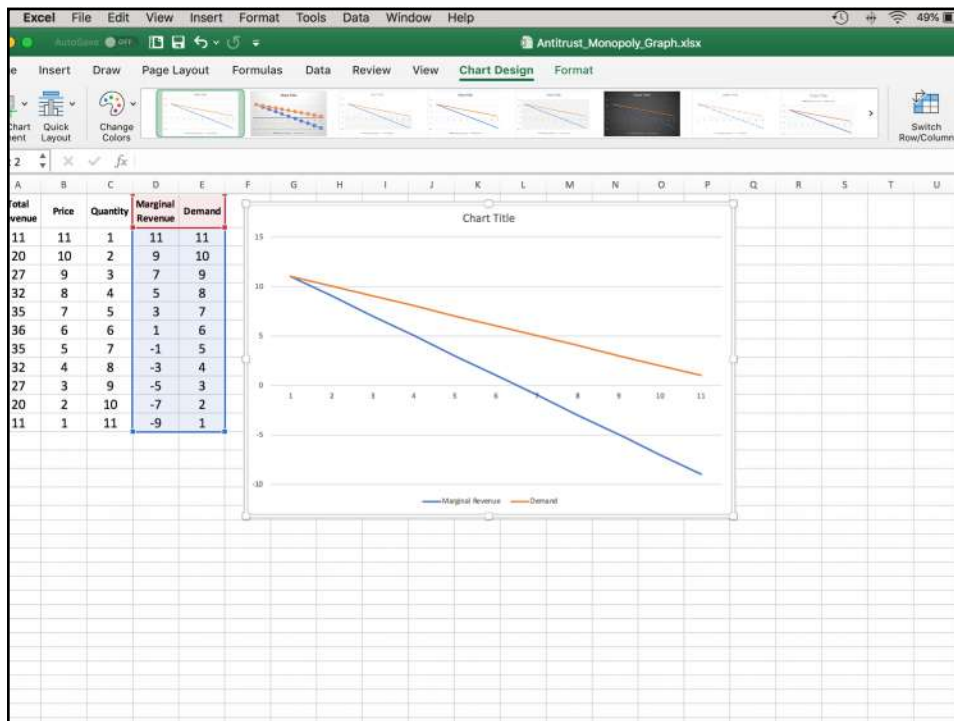 Excel File Edit View Insert Format Tools Data Window Help 49%
AutoSave OFF Antitrust_Monopoly_Graph.xlsx
e Insert Draw Page Layout Formulas Data Review View Chart Design Format
Chart Quick Change Switch
ent Layout Colors Row/Column
2 fx
A B C D E F G H I J K L M N O P Q R S T U
Total Price Quantity Marginal Demand
venue Revenue
11 11 1 11 11
20 10 2 9 10
27 9 3 7 9
32 8 4 5 8
35 7 5 3 7
36 6 6 1 6
35 5 7 -1 5
32 4 8 -3 4
27 3 9 -5 3
20 2 10 -7 2
11 1 11 -9 1
Chart Title
15
10
5
0
1 2 3 4 5 6 7 8 9 10 11
-5
-10
Marginal Revenue Demand